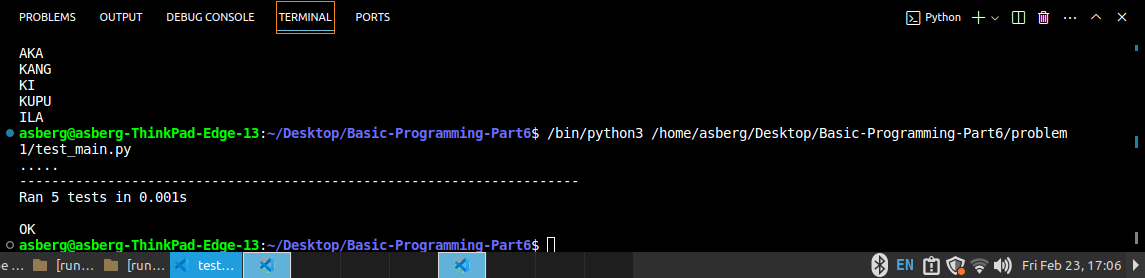 PROBLEMS OUTPUT DEBUG CONSOLE TERMINAL PORTS Python
AKA
KANG
KI
KUPU
ILA
asberg@asberg-ThinkPad-Edge-13:~/Desktop/Basic-Programming-Part6$ /bin/python3 /home/asberg/Desktop/Basic-Programming-Part6/problem
1/test_main.py
.....
----------------------------------------------------------------------
Ran 5 tests in 0.001s
OK
asberg@asberg-ThinkPad-Edge-13:~/Desktop/Basic-Programming-Part6$
e ... [run... [run... test... EN Fri Feb 23, 17:06